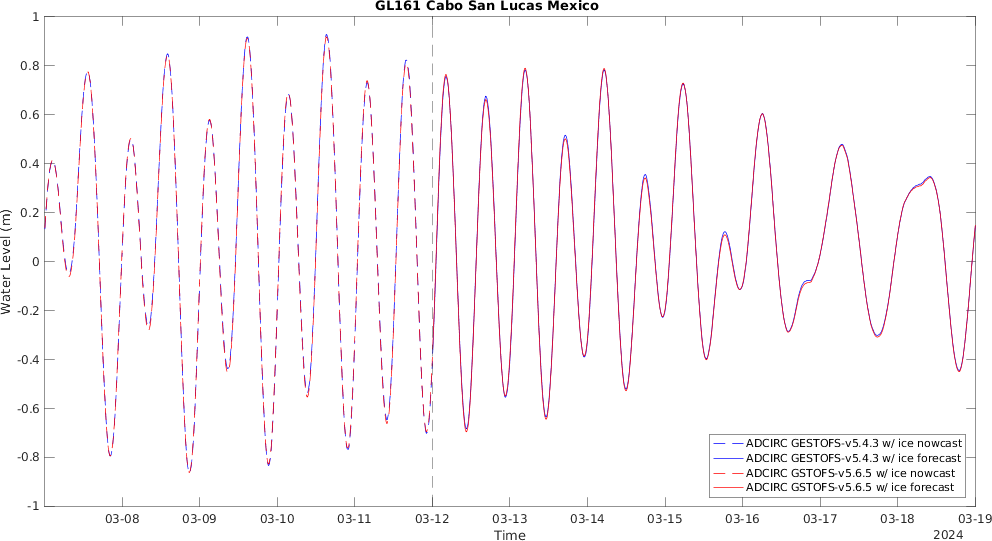 GL161 Cabo San Lucas Mexico
1
0.8
0.6
0.4
0.2
0
-0.2
-0.4
-0.6
-0.8
-1
Water Level (m)
ADCIRC GESTOFS-v5.4.3 w/ ice nowcast
ADCIRC GESTOFS-v5.4.3 w/ ice forecast
ADCIRC GSTOFS-v5.6.5 w/ ice nowcast
ADCIRC GSTOFS-v5.6.5 w/ ice forecast
03-08 03-09 03-10 03-11 03-12 03-13 03-14 03-15 03-16 03-17 03-18 03-19
Time
2024